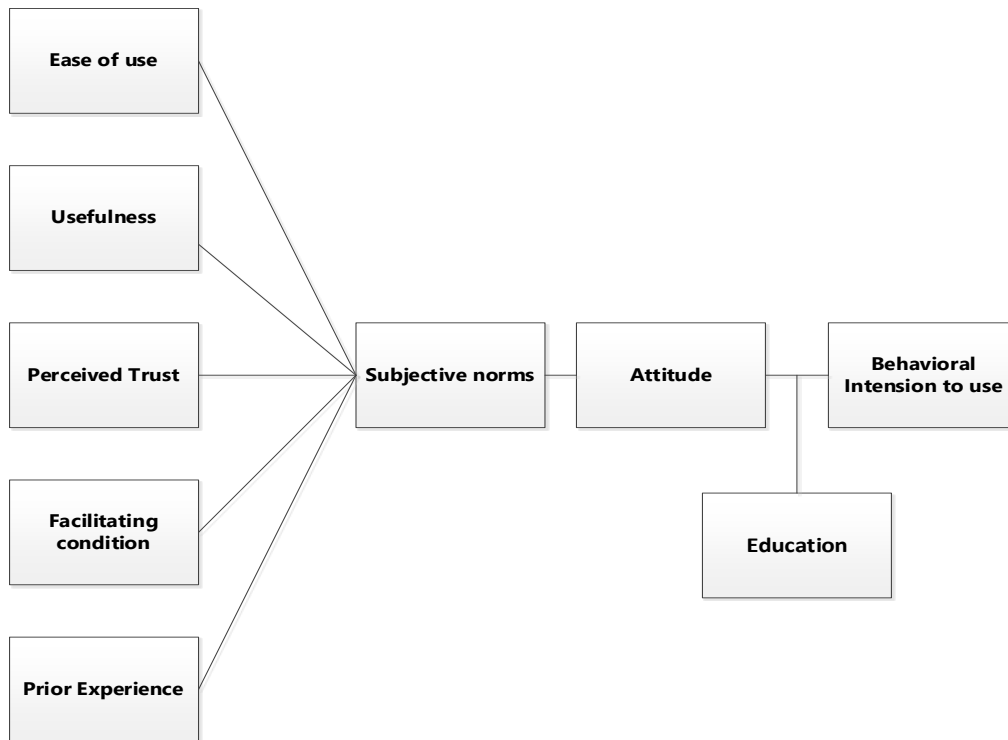 Ease of use
Usefulness
Perceived Trust
Facilitating
condition
Prior Experience
Subjective norms
Attitude
Behavioral
Intension to use
Education